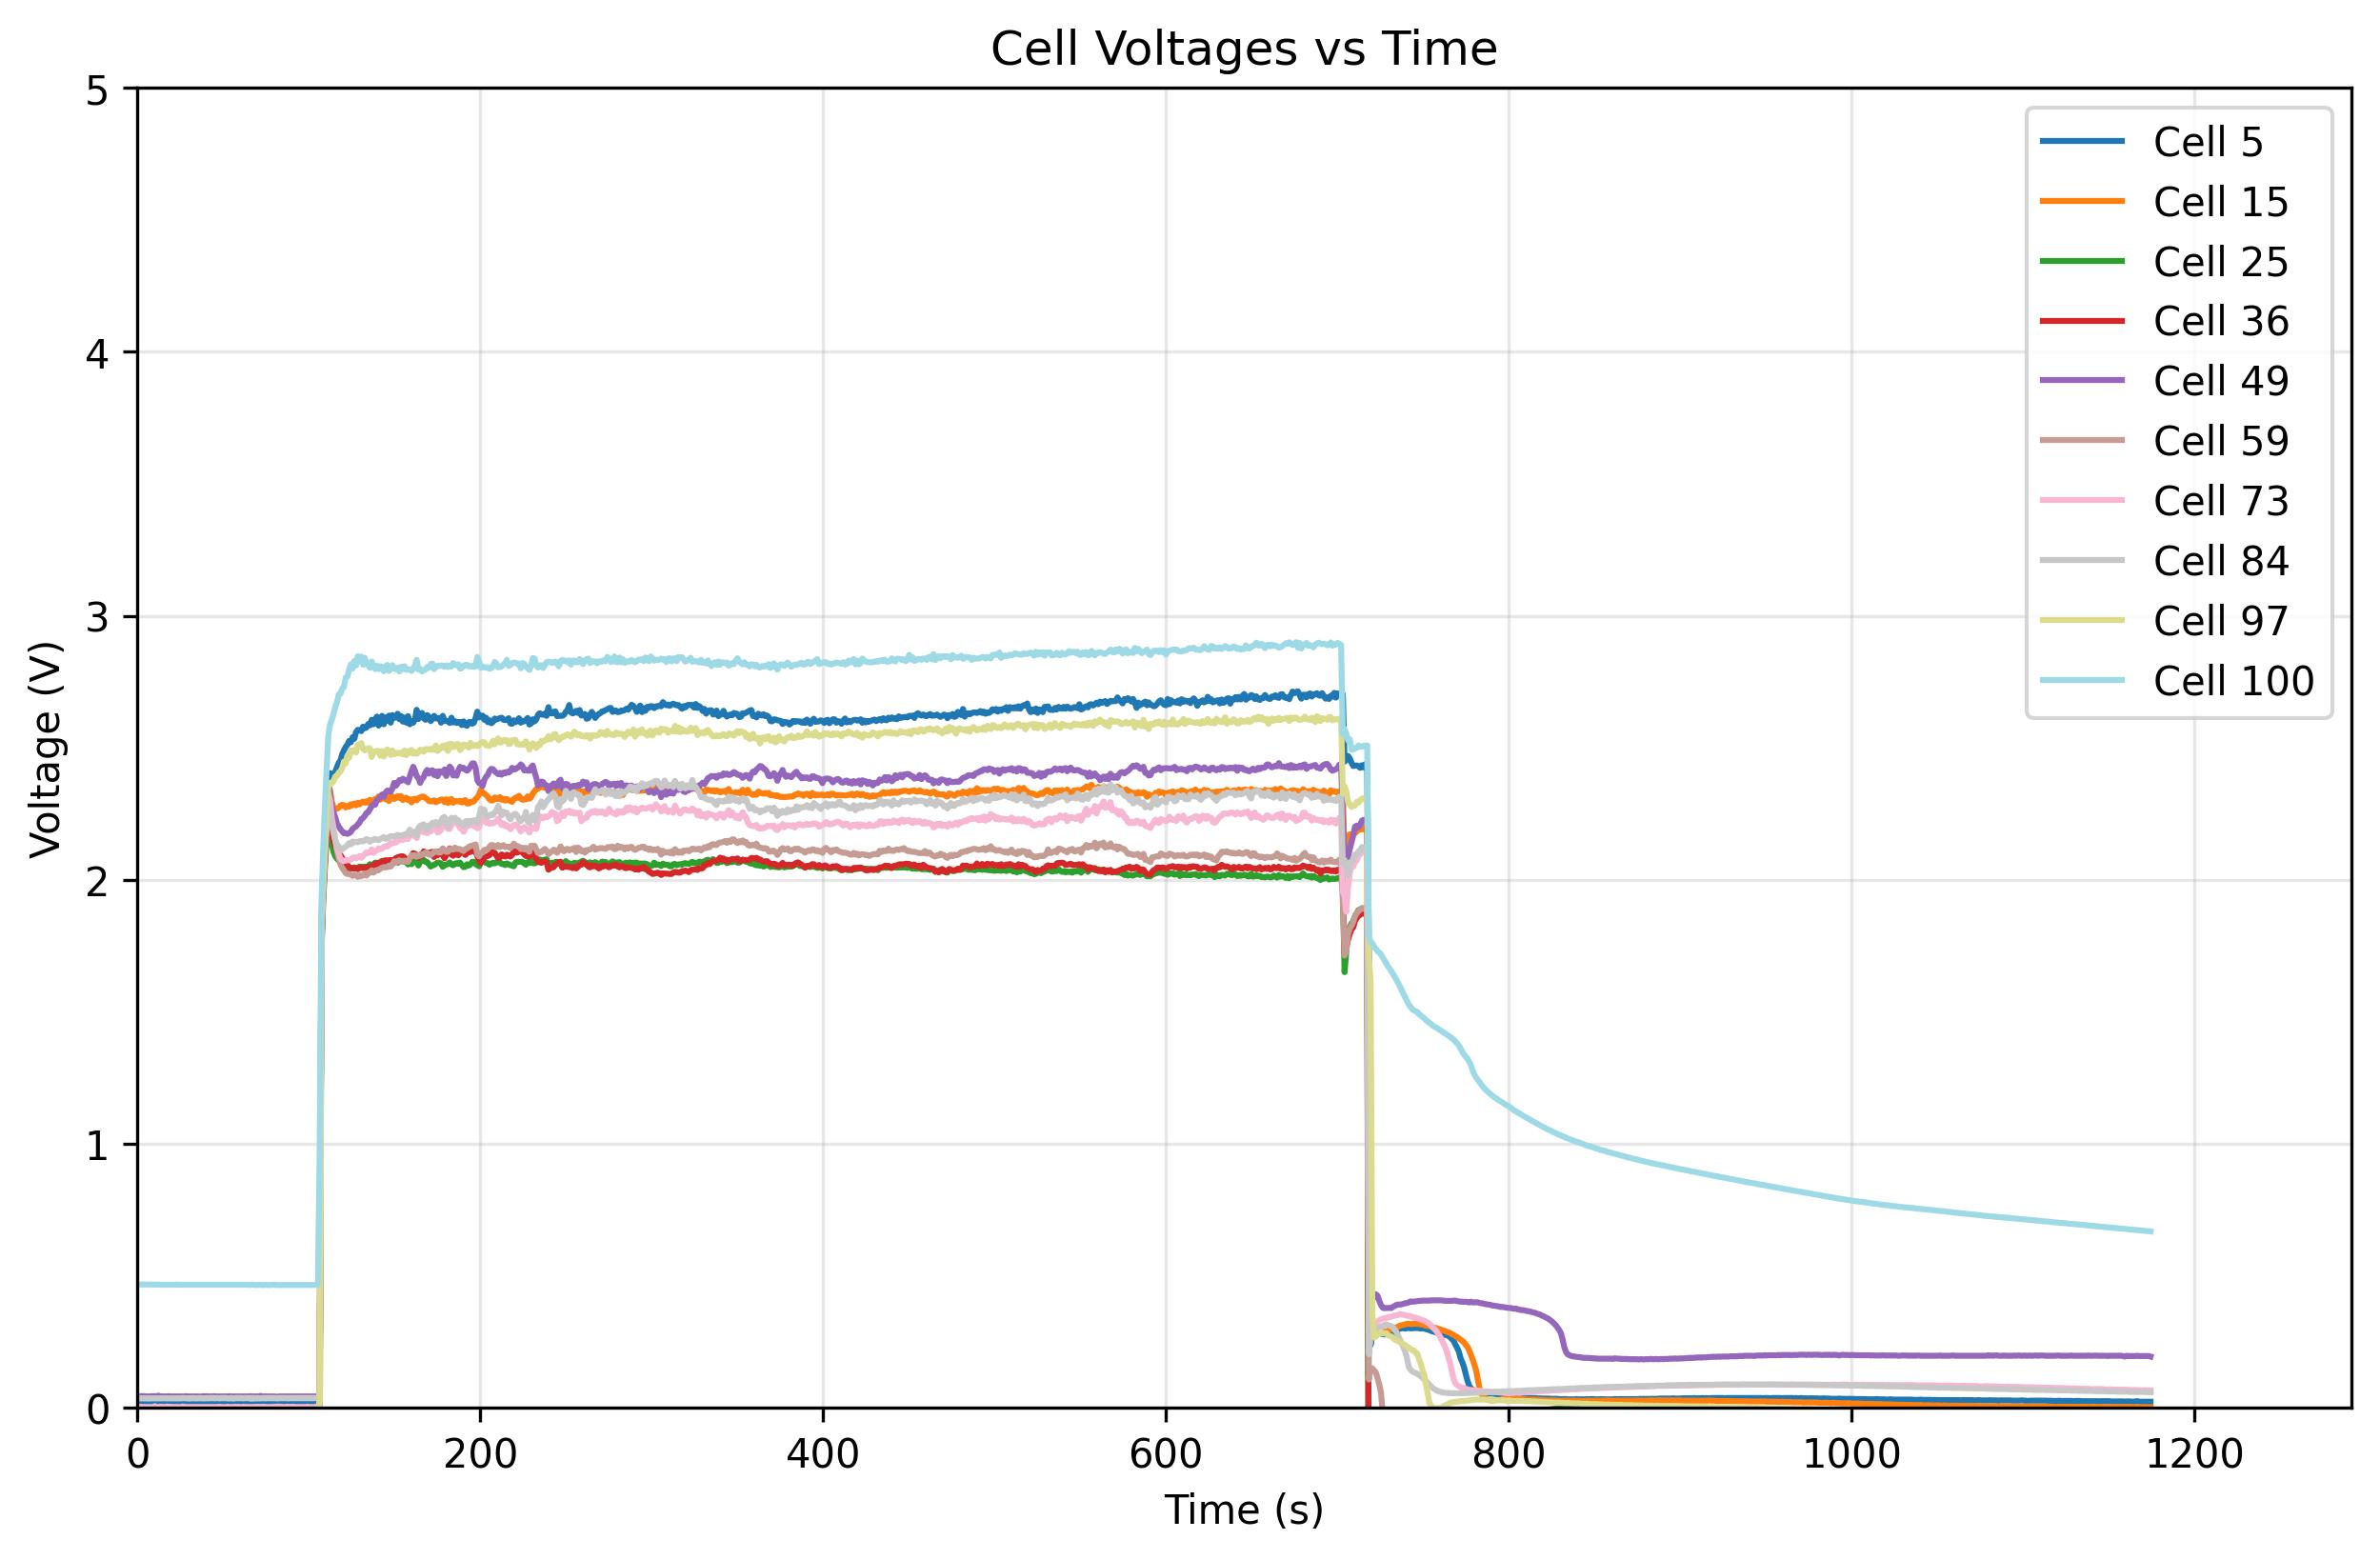 Cell Voltages vs Time
5
4
3
2
1
0
Voltage (V)
Cell 5
Cell 15
Cell 25
Cell 36
Cell 49
Cell 59
Cell 73
Cell 84
Cell 97
Cell 100
0 200 400 600 800 1000 1200
Time (s)